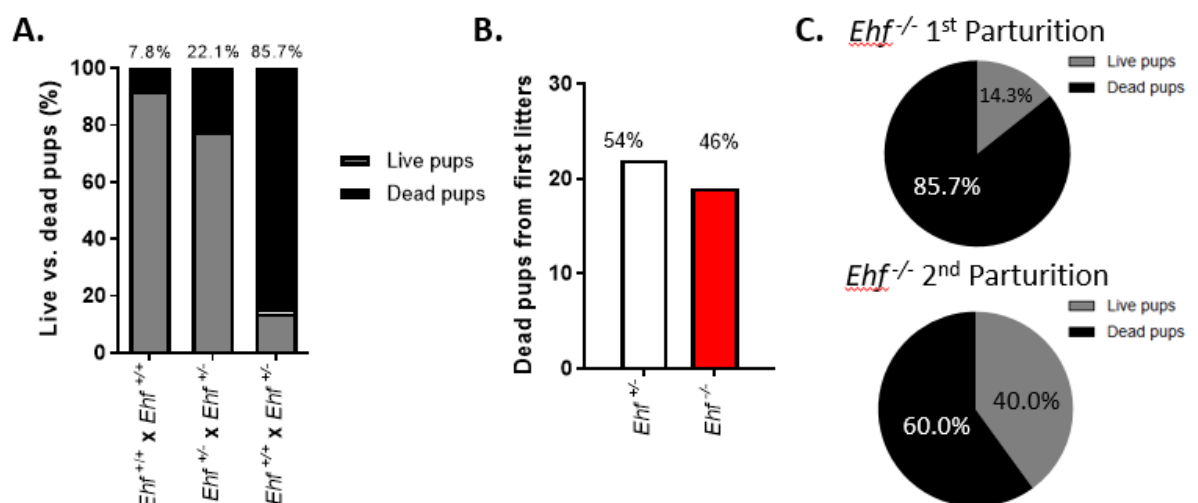 A.
7.8% 22.1% 85.7%
100
80
60
40
20
0
Live vs. dead pups (%)
Ehf +/+ x Ehf +/+
Ehf +/- x Ehf +/-
Ehf +/+ x Ehf +/-
Live pups
Dead pups
B.
30
20
10
0
Dead pups from first litters
54% 46%
Ehf +/-
Ehf -/-
C.
Ehf -/- 1st Parturition
Live pups
Dead pups
14.3%
85.7%
Ehf -/- 2nd Parturition
Live pups
Dead pups
40.0%
60.0%